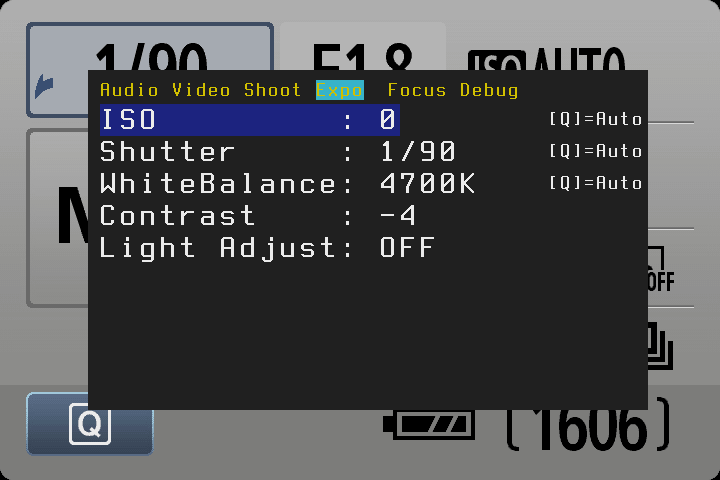 1/90 F1.8 ISO AUTO
Audio Video Shoot Expo Focus Debug
ISO : 0 [Q]=Auto
Shutter : 1/90 [Q]=Auto
WhiteBalance: 4700K [Q]=Auto
Contrast : -4
Light Adjust: OFF
M
OFF
Q [1606]